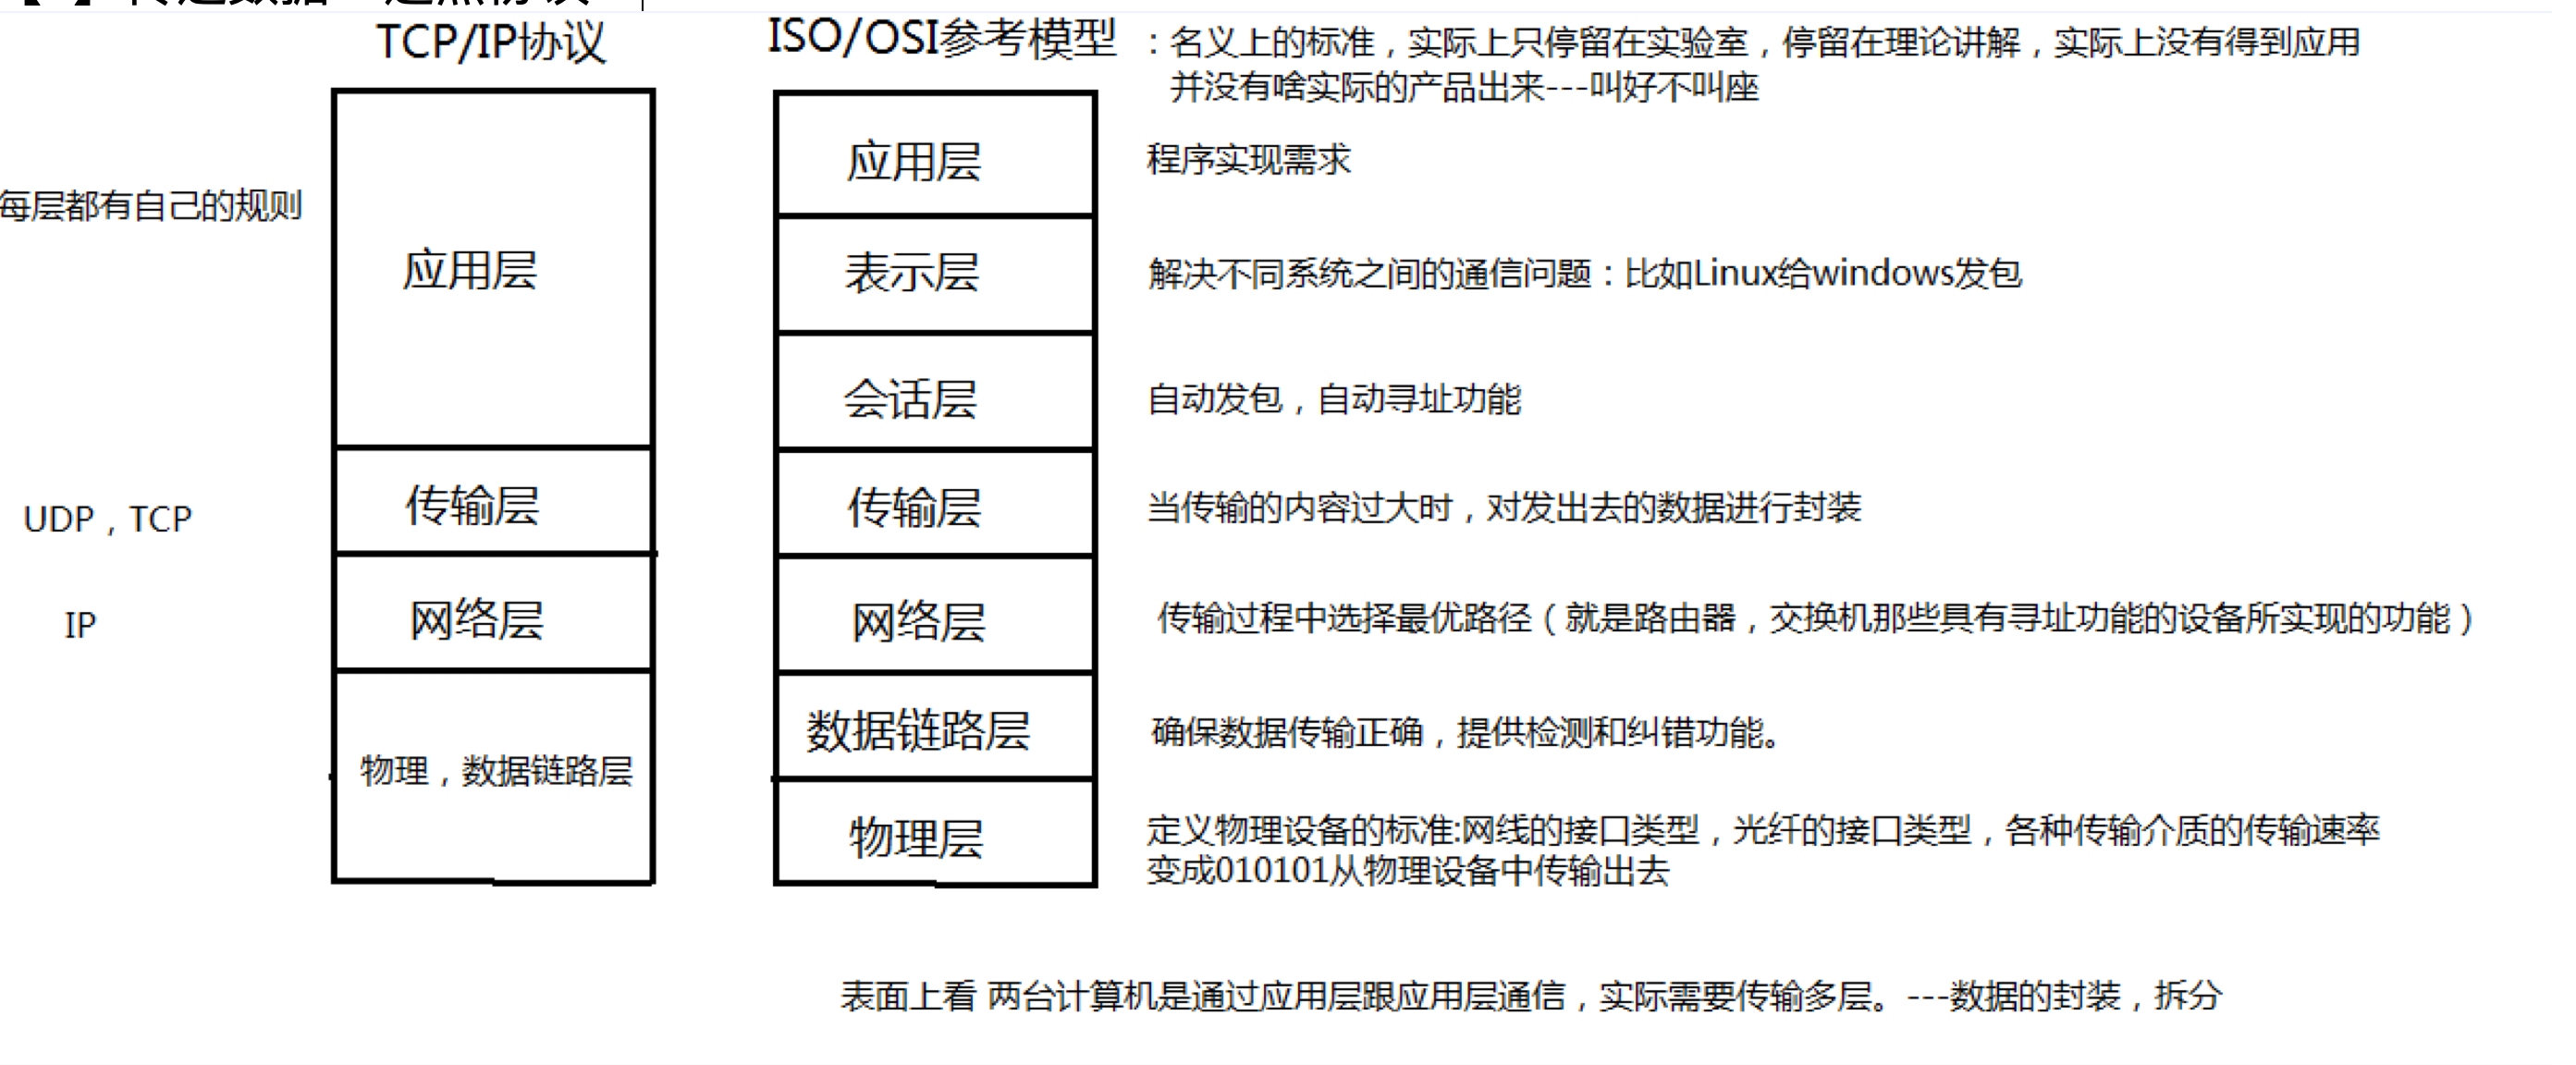 TCP/IP协议
ISO/OSI参考模型
：名义上的标准，实际上只停留在实验室，停留在理论讲解，实际上没有得到应用
并没有啥实际的产品出来---叫好不叫座
每层都有自己的规则
应用层
应用层
程序实现需求
表示层
解决不同系统之间的通信问题：比如Linux给windows发包
会话层
自动发包，自动寻址功能
UDP，TCP
传输层
传输层
当传输的内容过大时，对发出去的数据进行封装
IP
网络层
网络层
传输过程中选择最优路径（就是路由器，交换机那些具有寻址功能的设备所实现的功能）
物理，数据链路层
数据链路层
确保数据传输正确，提供检测和纠错功能。
物理层
定义物理设备的标准:网线的接口类型，光纤的接口类型，各种传输介质的传输速率
变成010101从物理设备中传输出去
表面上看 两台计算机是通过应用层跟应用层通信，实际需要传输多层。---数据的封装，拆分